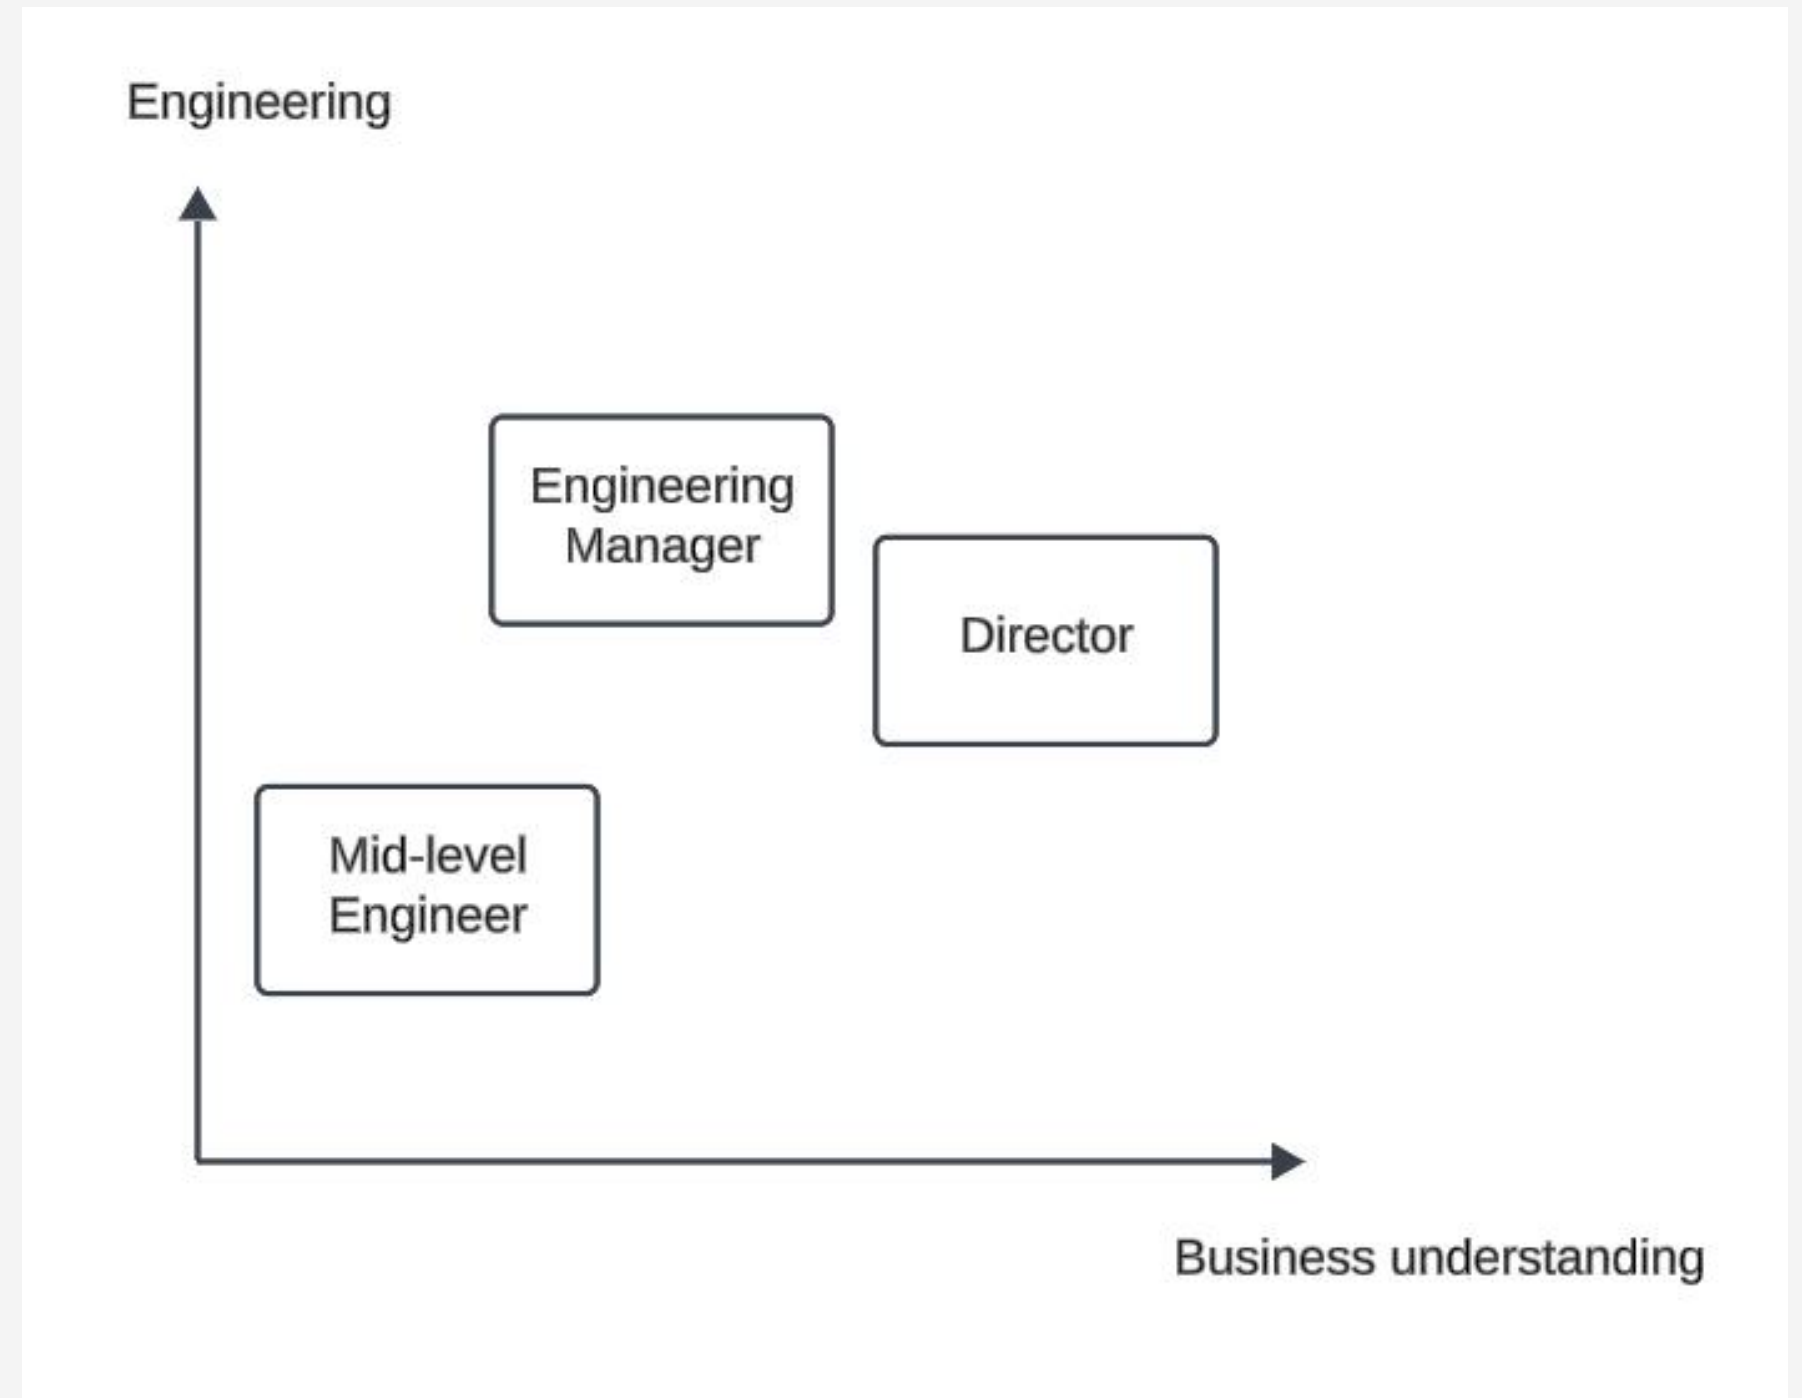 Engineering
Engineering
Manager
Director
Mid-level
Engineer
Business understanding